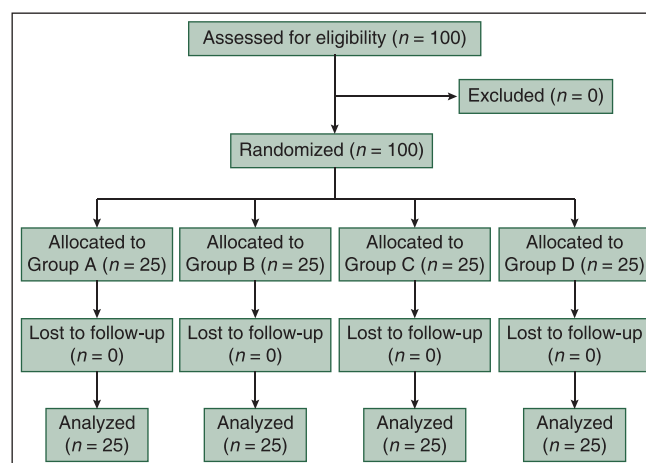 Assessed for eligibility (n = 100)
Excluded (n = 0)
Randomized (n = 100)
Allocated to
Group A (n = 25)
Allocated to
Group B (n = 25)
Allocated to
Group C (n = 25)
Allocated to
Group D (n = 25)
Lost to follow-up
(n = 0)
Lost to follow-up
(n = 0)
Lost to follow-up
(n = 0)
Lost to follow-up
(n = 0)
Analyzed
(n = 25)
Analyzed
(n = 25)
Analyzed
(n = 25)
Analyzed
(n = 25)